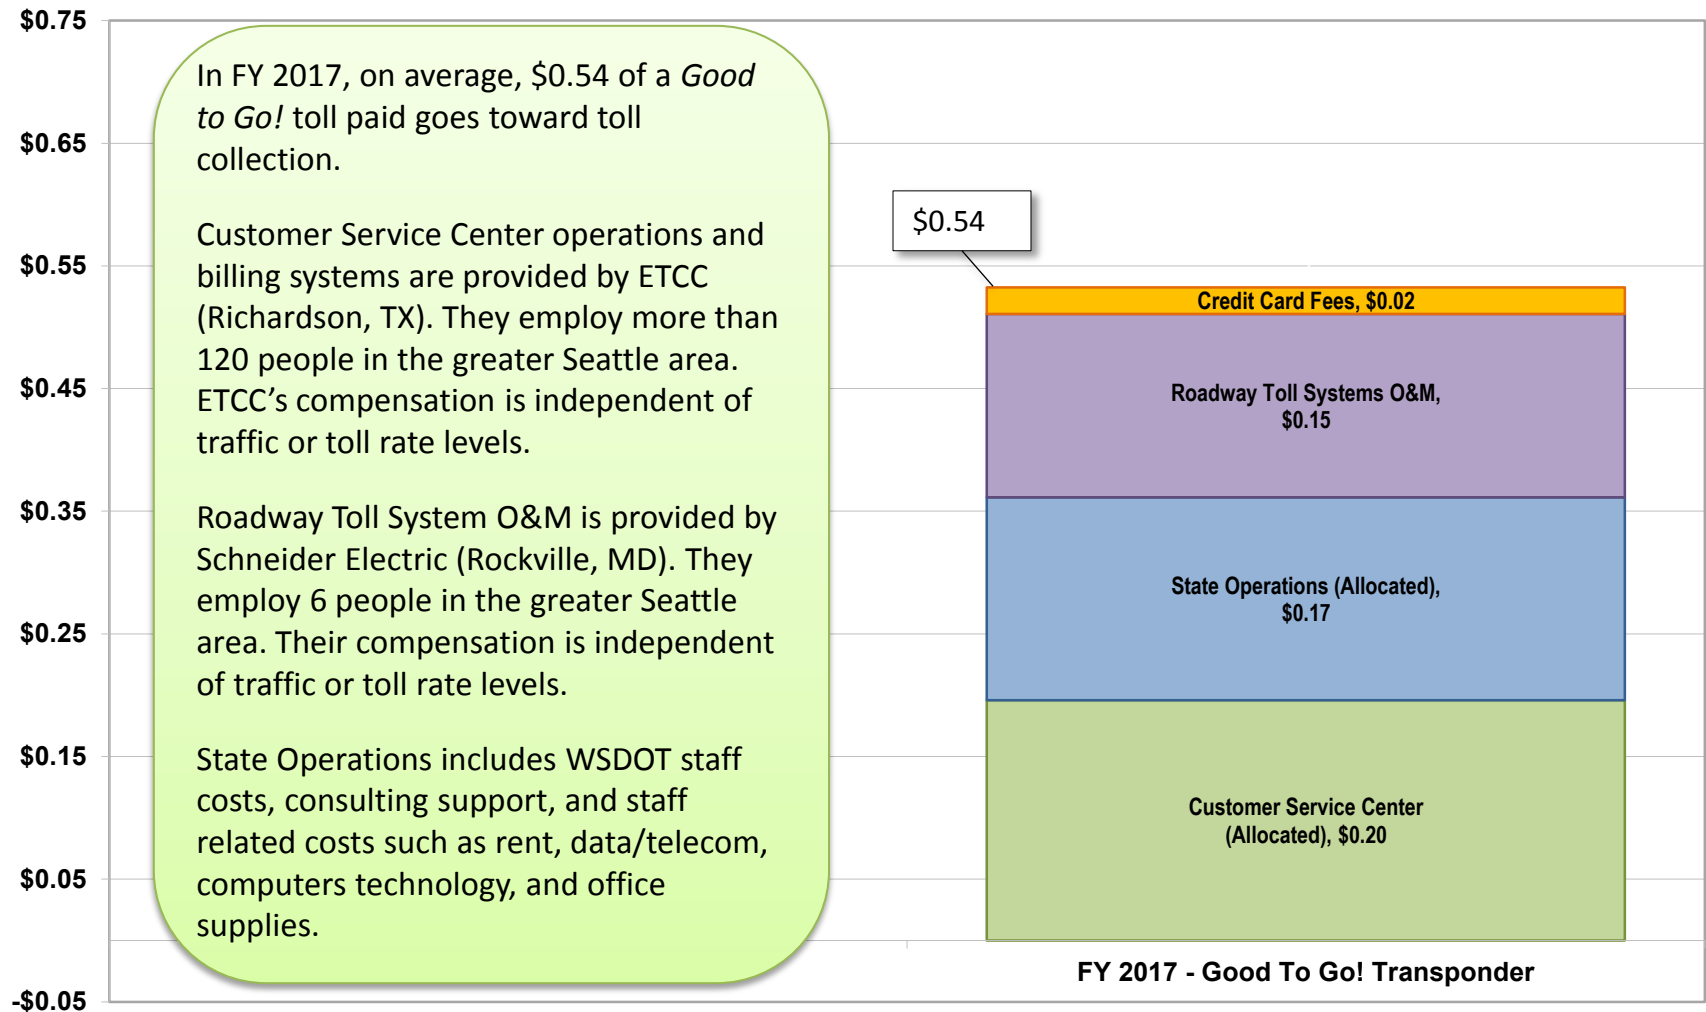 $0.75
$0.65
$0.55
$0.45
$0.35
$0.25
$0.15
$0.05
-$0.05
In FY 2017, on average, $0.54 of a Good
to Go! toll paid goes toward toll
collection.
Customer Service Center operations and
billing systems are provided by ETCC
(Richardson, TX). They employ more than
120 people in the greater Seattle area.
ETCC’s compensation is independent of
traffic or toll rate levels.
Roadway Toll System O&M is provided by
Schneider Electric (Rockville, MD). They
employ 6 people in the greater Seattle
area. Their compensation is independent
of traffic or toll rate levels.
State Operations includes WSDOT staff
costs, consulting support, and staff
related costs such as rent, data/telecom,
computers technology, and office
supplies.
$0.54
Credit Card Fees, $0.02
Roadway Toll Systems O&M,
$0.15
State Operations (Allocated),
$0.17
Customer Service Center
(Allocated), $0.20
FY 2017 - Good To Go! Transponder